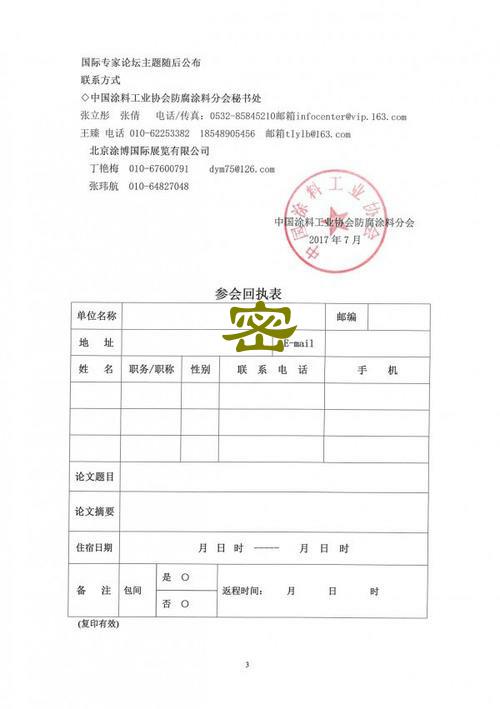 国际专家论坛主题随后公布
联系方式
◇中国涂料工业协会防腐涂料分会秘书处
张立彤 张倩 电话/传真：0532-85845210邮箱infocenter@vip.163.com
王臻 电话 010-62253382 18548905456 邮箱tlylb@163.com
北京涂博国际展览有限公司
丁艳梅 010-67600791 dym75@126.com
张玮航 010-64827048
中国涂料工业协会
中国涂料工业协会防腐涂料分会
2017年7月
参会回执表
单位名称 邮编
密
地 址 E-mail
姓 名 职务/职称 性别 联 系 电 话 手 机
论文题目
论文摘要
住宿日期 月 日 时 ----- 月 日 时
备 注 包间 是 ○ 返程时间： 月 日 时
否 ○
(复印有效)
3